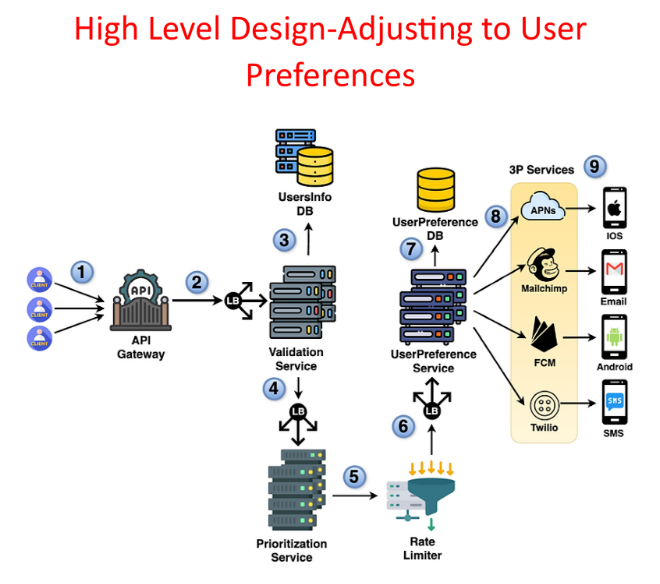 High Level Design-Adjusting to User
Preferences
UsersInfo
DB
3P Services
9
APNs
IOS
UserPreference
DB
8
7
3
1
CLIENT
CLIENT
CLIENT
API
API
Gateway
2
LB
Validation
Service
UserPreference
Service
Mailchimp
Email
FCM
Android
Twilio
SMS
SMS
4
LB
LB
6
5
Prioritization
Service
Rate
Limiter